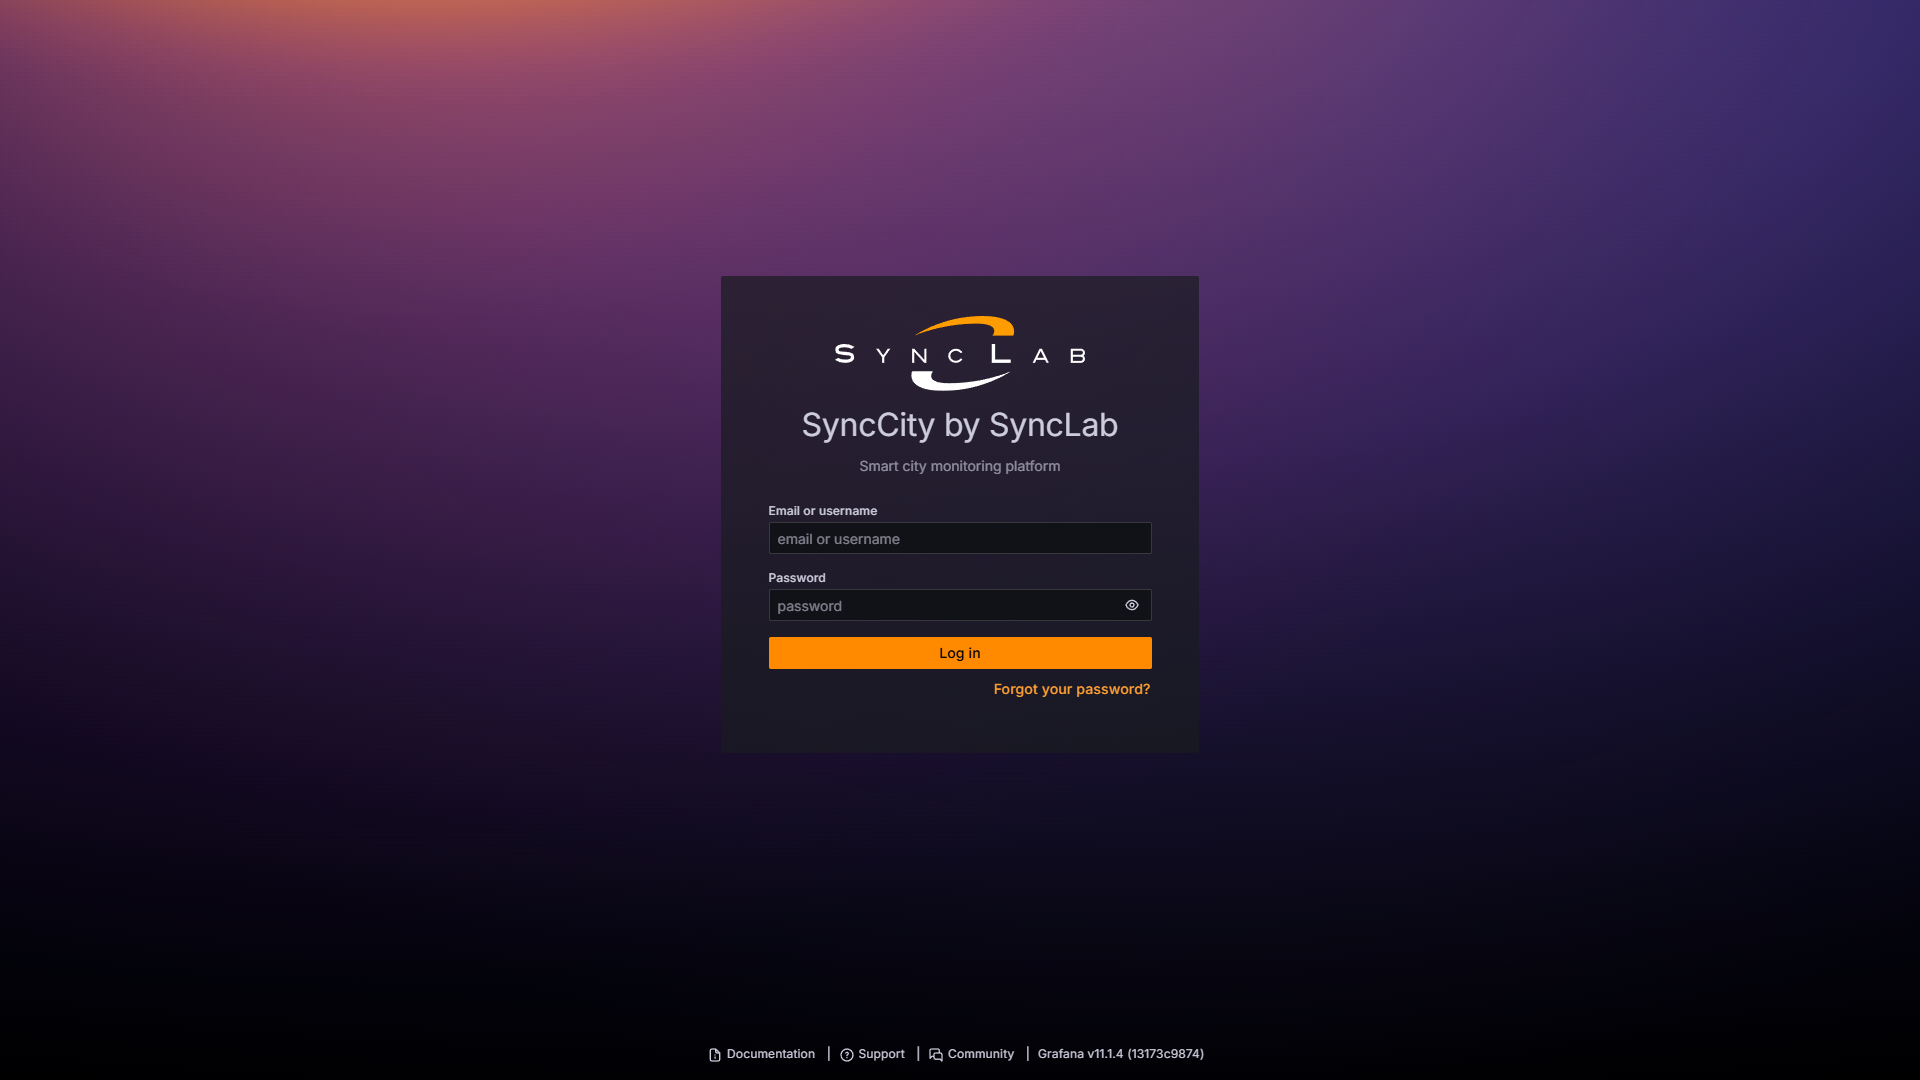 SYNCLAB
SyncCity by SyncLab
Smart city monitoring platform
Email or username
email or username
Password
password
Log in
Forgot your password?
Documentation | Support | Community | Grafana v11.1.4 (13173c9874)